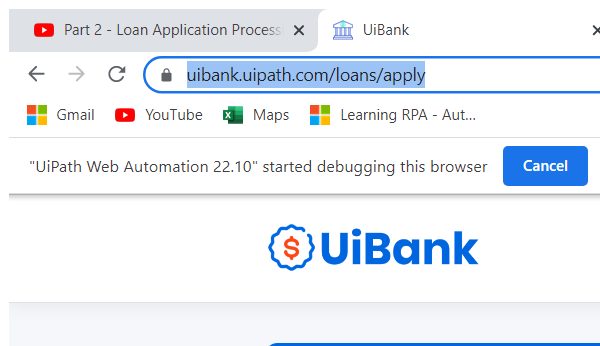 Part 2 - Loan Application Process
UiBank
uibank.uipath.com/loans/apply
Gmail
YouTube
Maps
Learning RPA - Aut...
"UiPath Web Automation 22.10" started debugging this browser
Cancel
UiBank